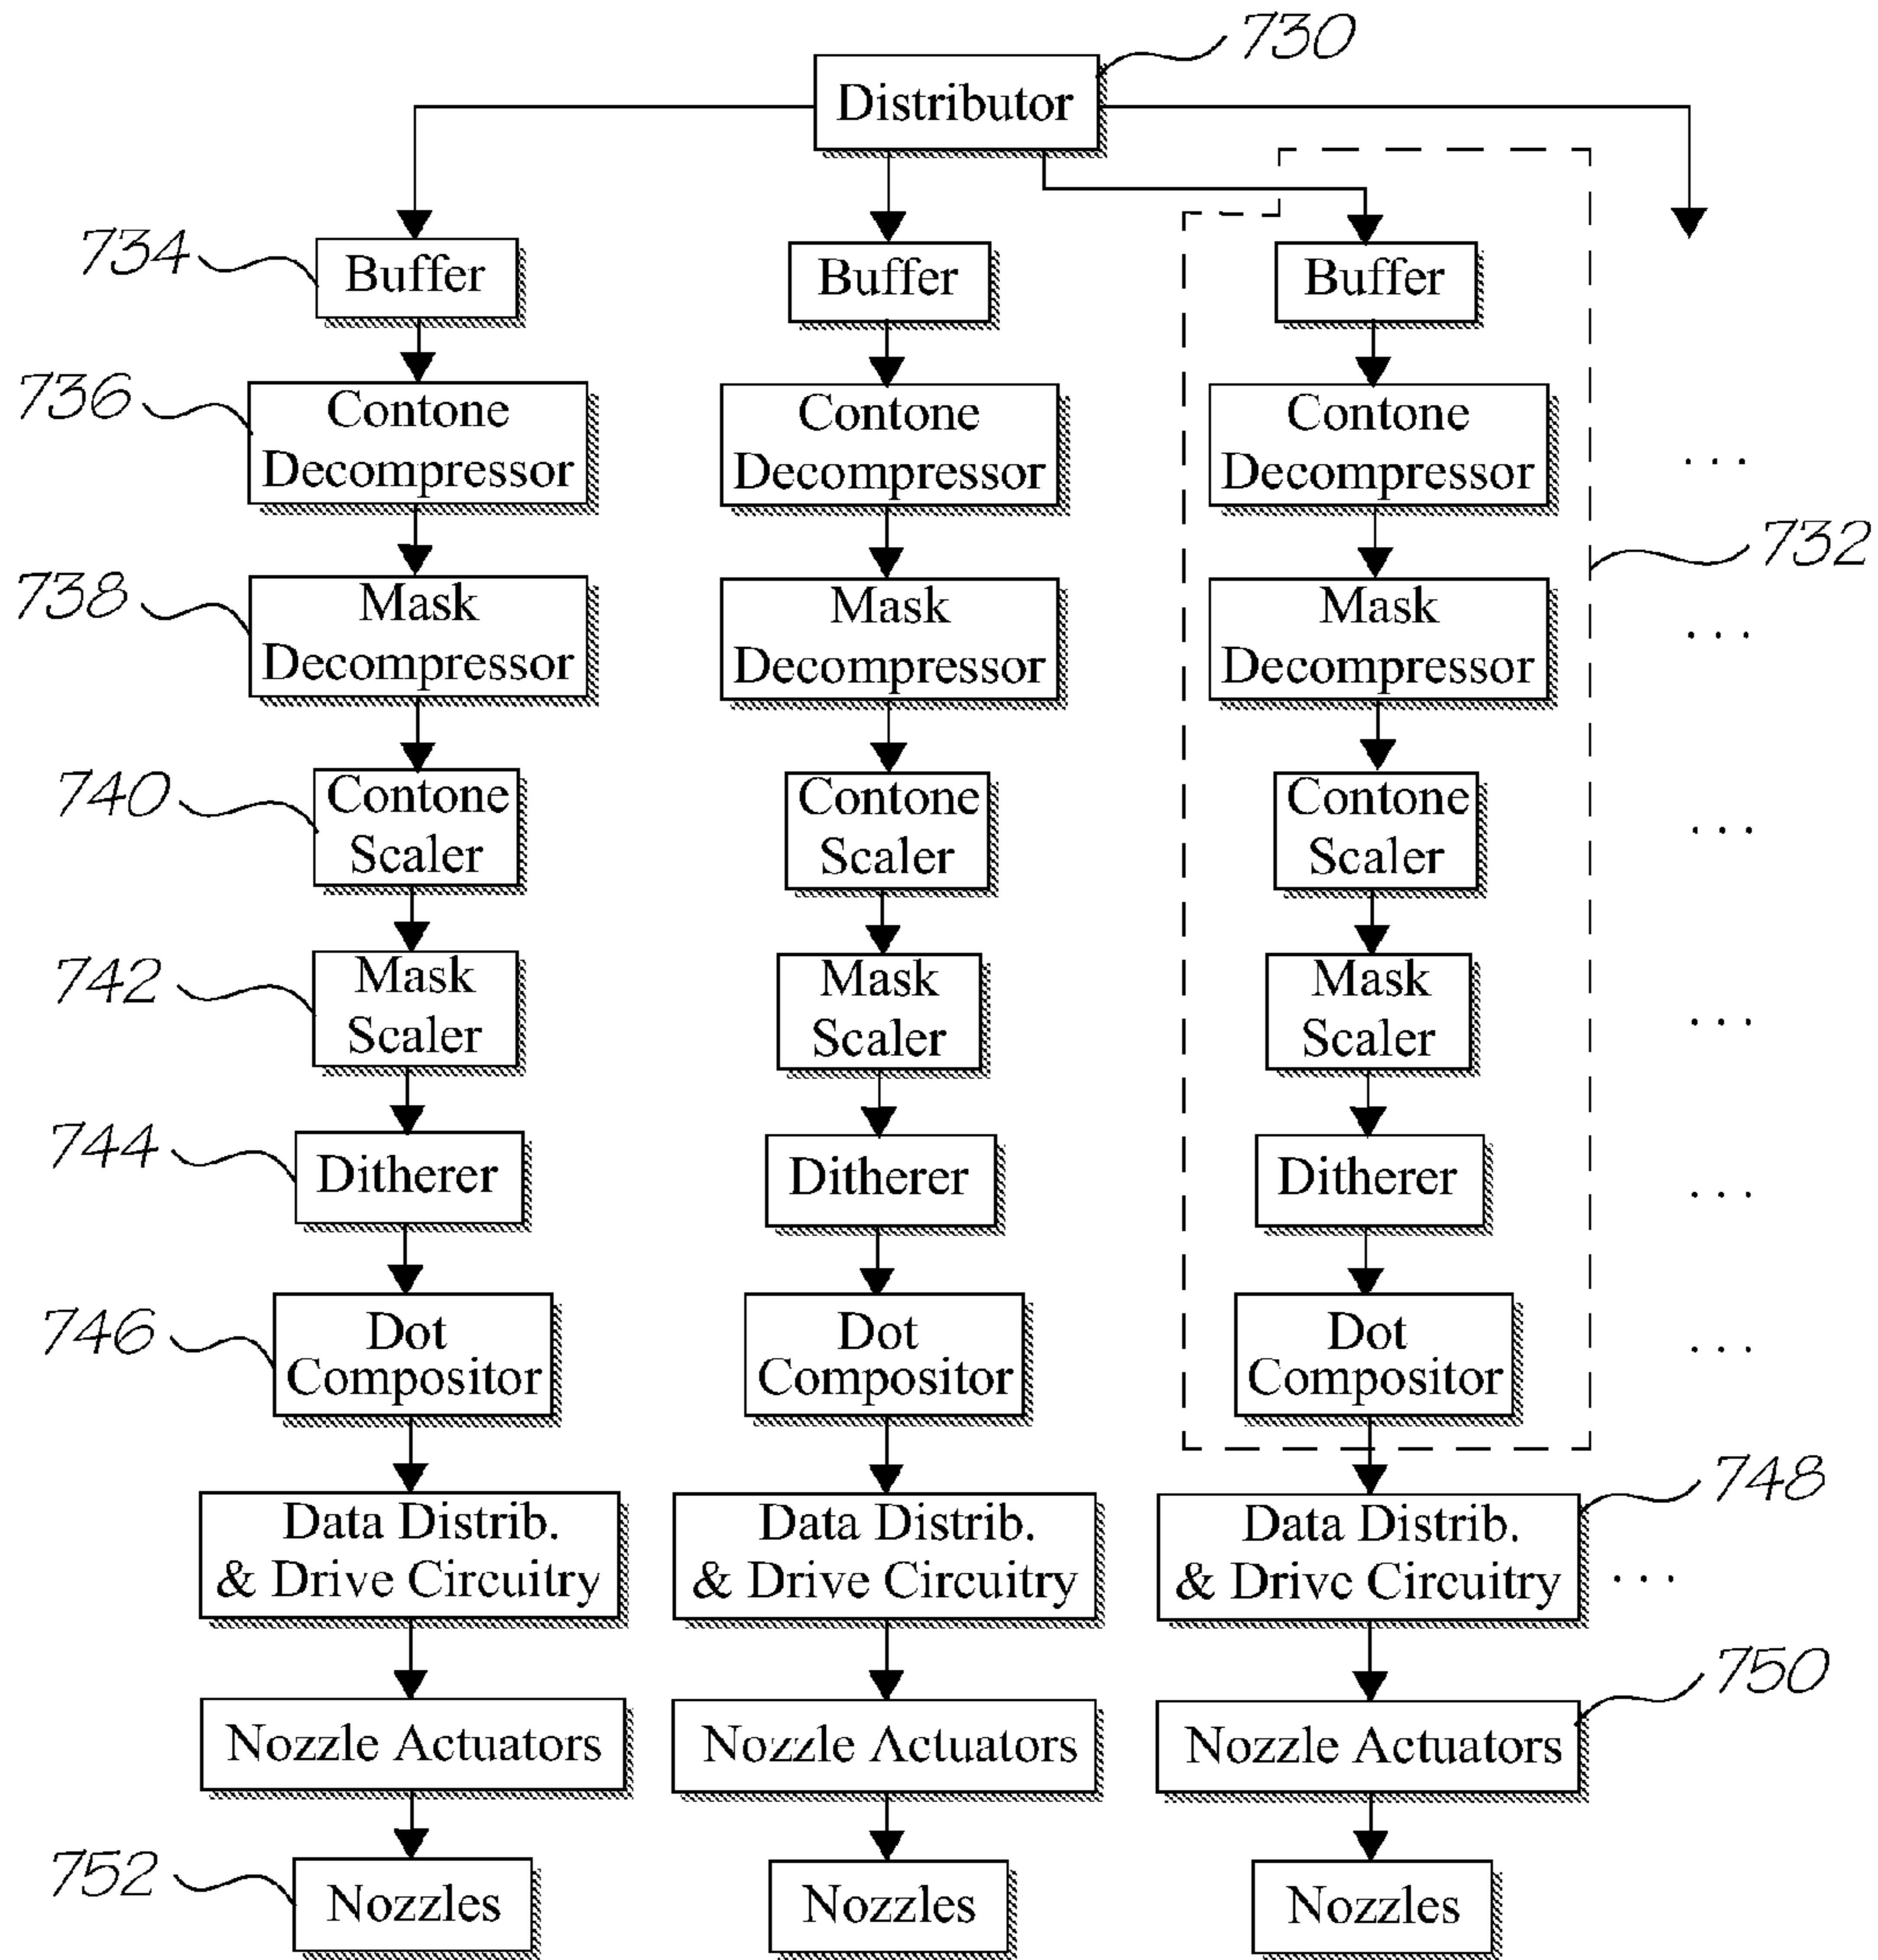 730
Distributor
734
Buffer
Buffer
Buffer
736
Contone
Decompressor
Contone
Decompressor
Contone
Decompressor
...
732
738
Mask
Decompressor
Mask
Decompressor
Mask
Decompressor
...
740
Contone
Scaler
Contone
Scaler
Contone
Scaler
...
742
Mask
Scaler
Mask
Scaler
Mask
Scaler
...
744
Ditherer
Ditherer
Ditherer
...
746
Dot
Compositor
Dot
Compositor
Dot
Compositor
...
748
Data Distrib.
& Drive Circuitry
Data Distrib.
& Drive Circuitry
Data Distrib.
& Drive Circuitry
...
750
Nozzle Actuators
Nozzle Actuators
Nozzle Actuators
752
Nozzles
Nozzles
Nozzles